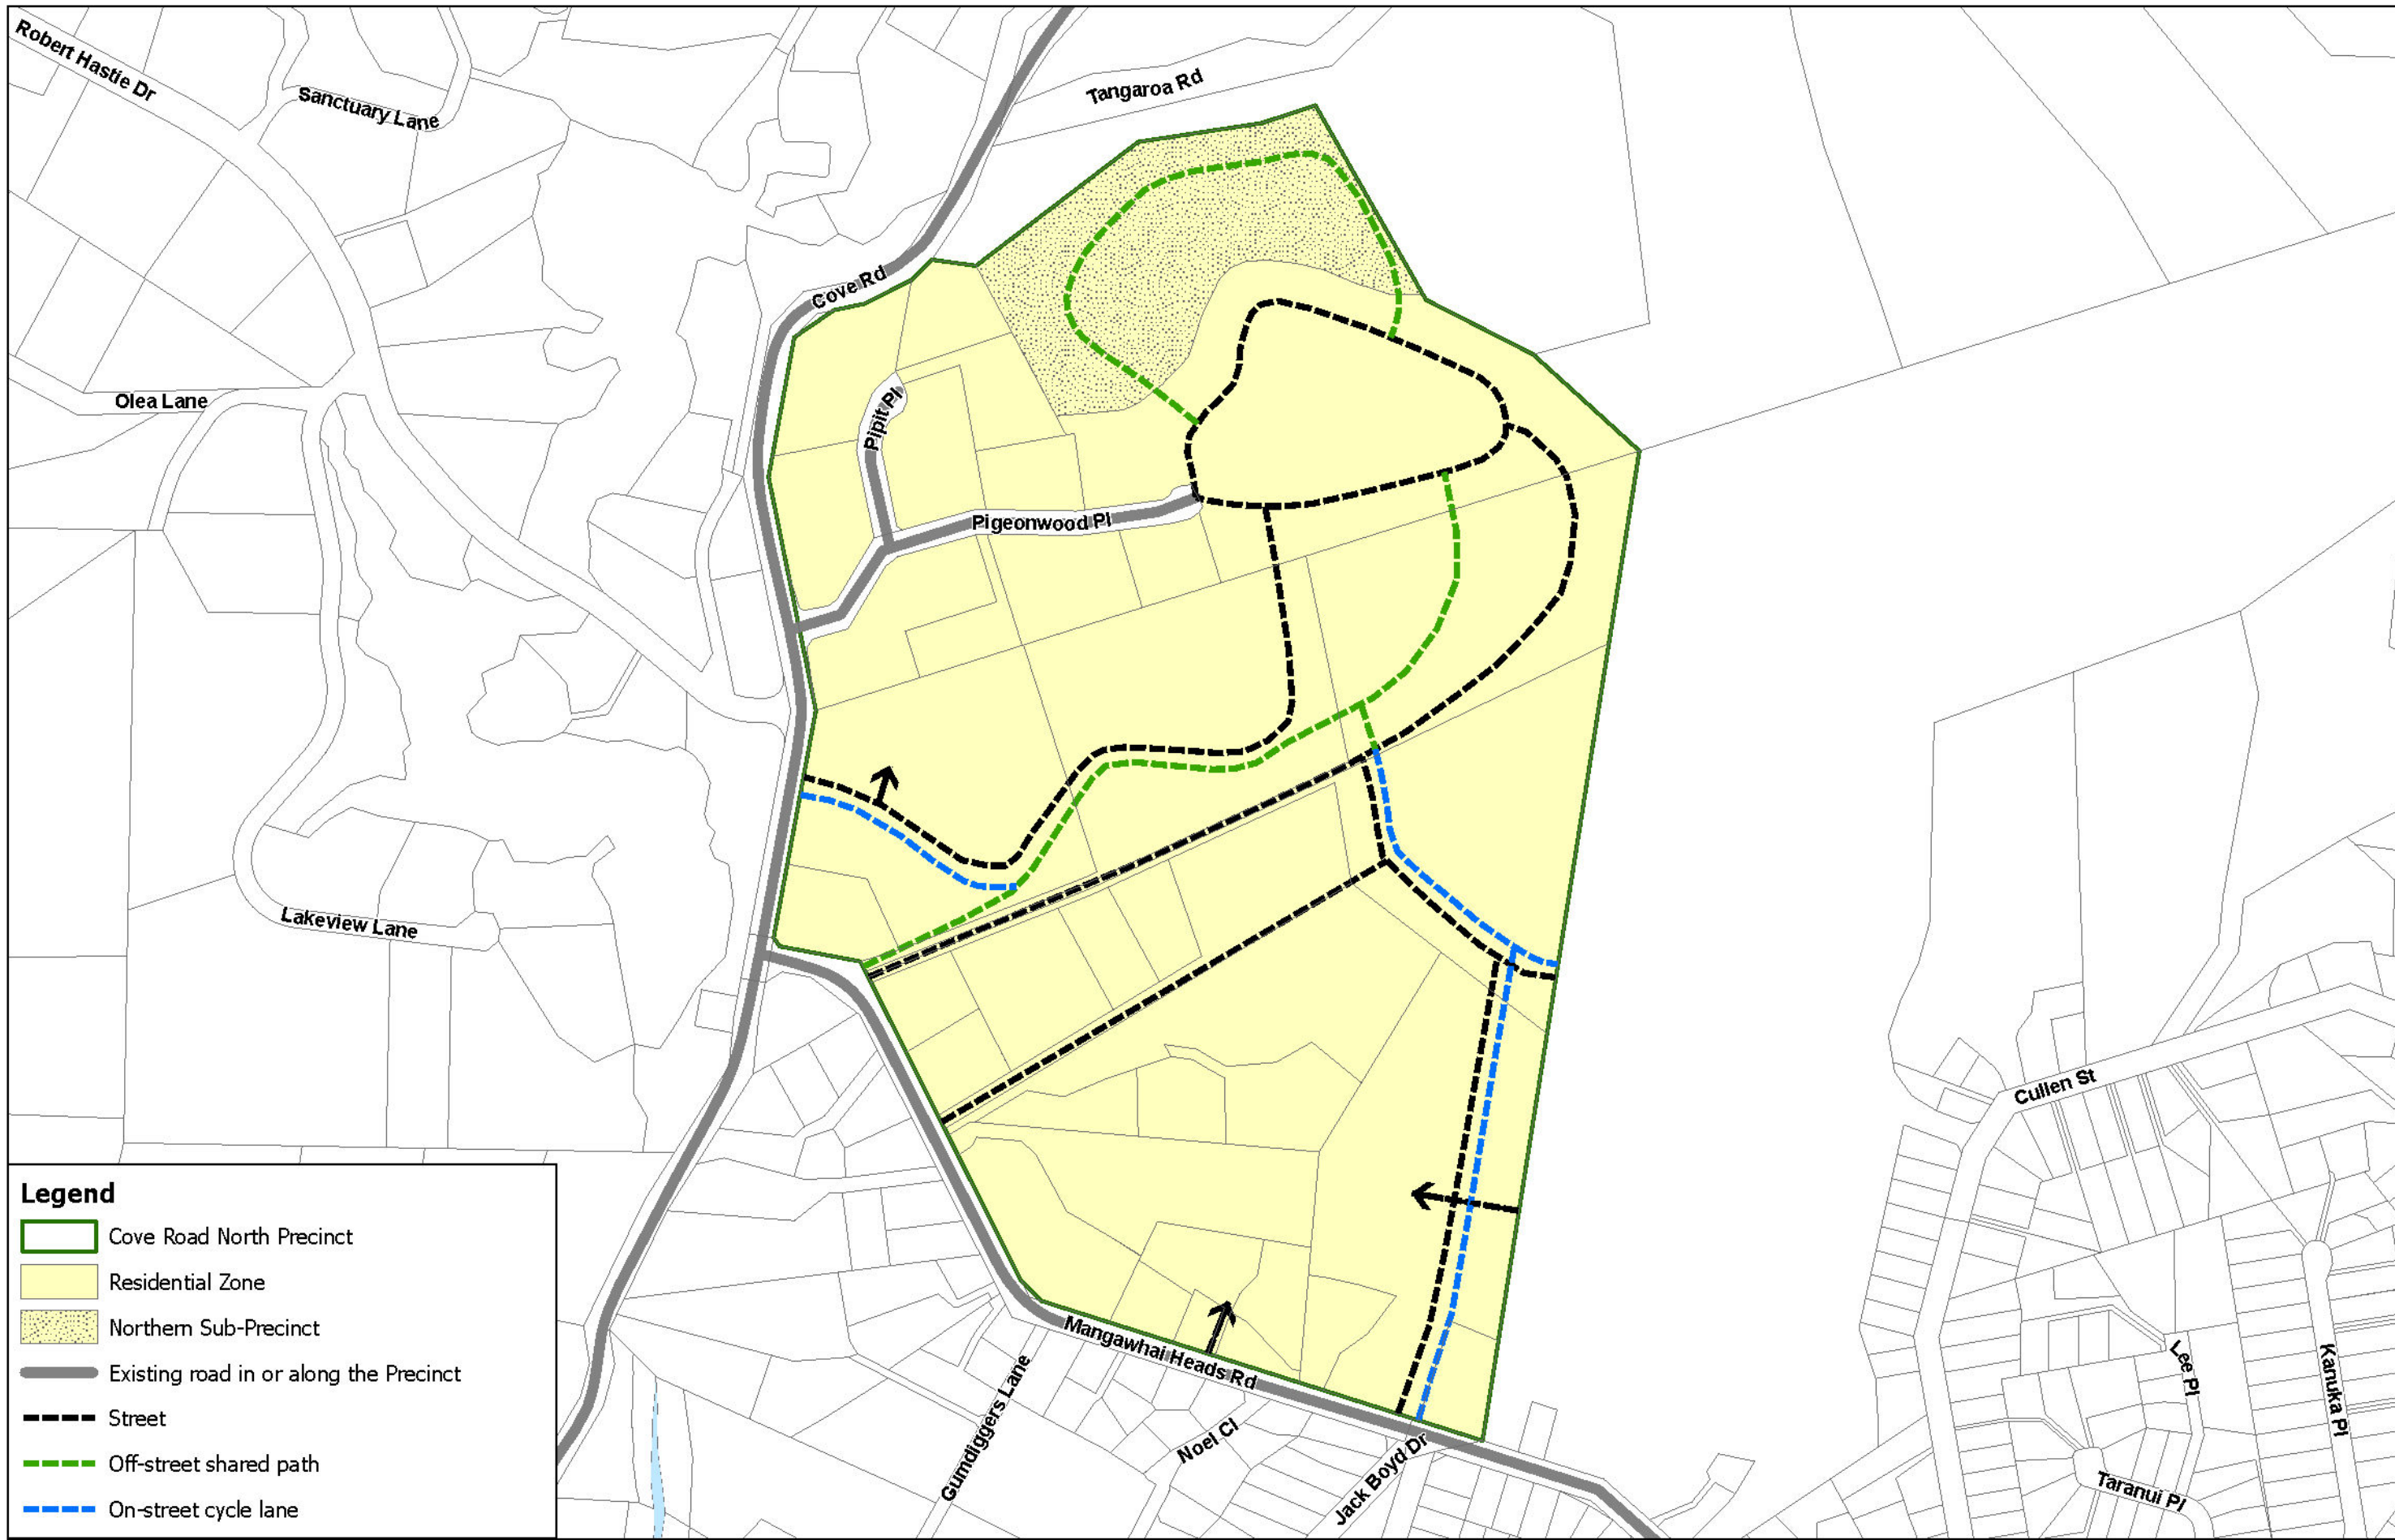 Robert Hastie Dr
Sanctuary Lane
Tangaroa Rd
Cove Rd
Olea Lane
Pipit Pl
Pigeonwood Pl
Lakeview Lane
Cullen St
Mangawhai Heads Rd
Gumdiggers Lane
Noel Cl
Jack Boyd Dr
Lee Pl
Kanuka Pl
Taranui Pl
Legend
Cove Road North Precinct
Residential Zone
Northern Sub-Precinct
Existing road in or along the Precinct
Street
Off-street shared path
On-street cycle lane